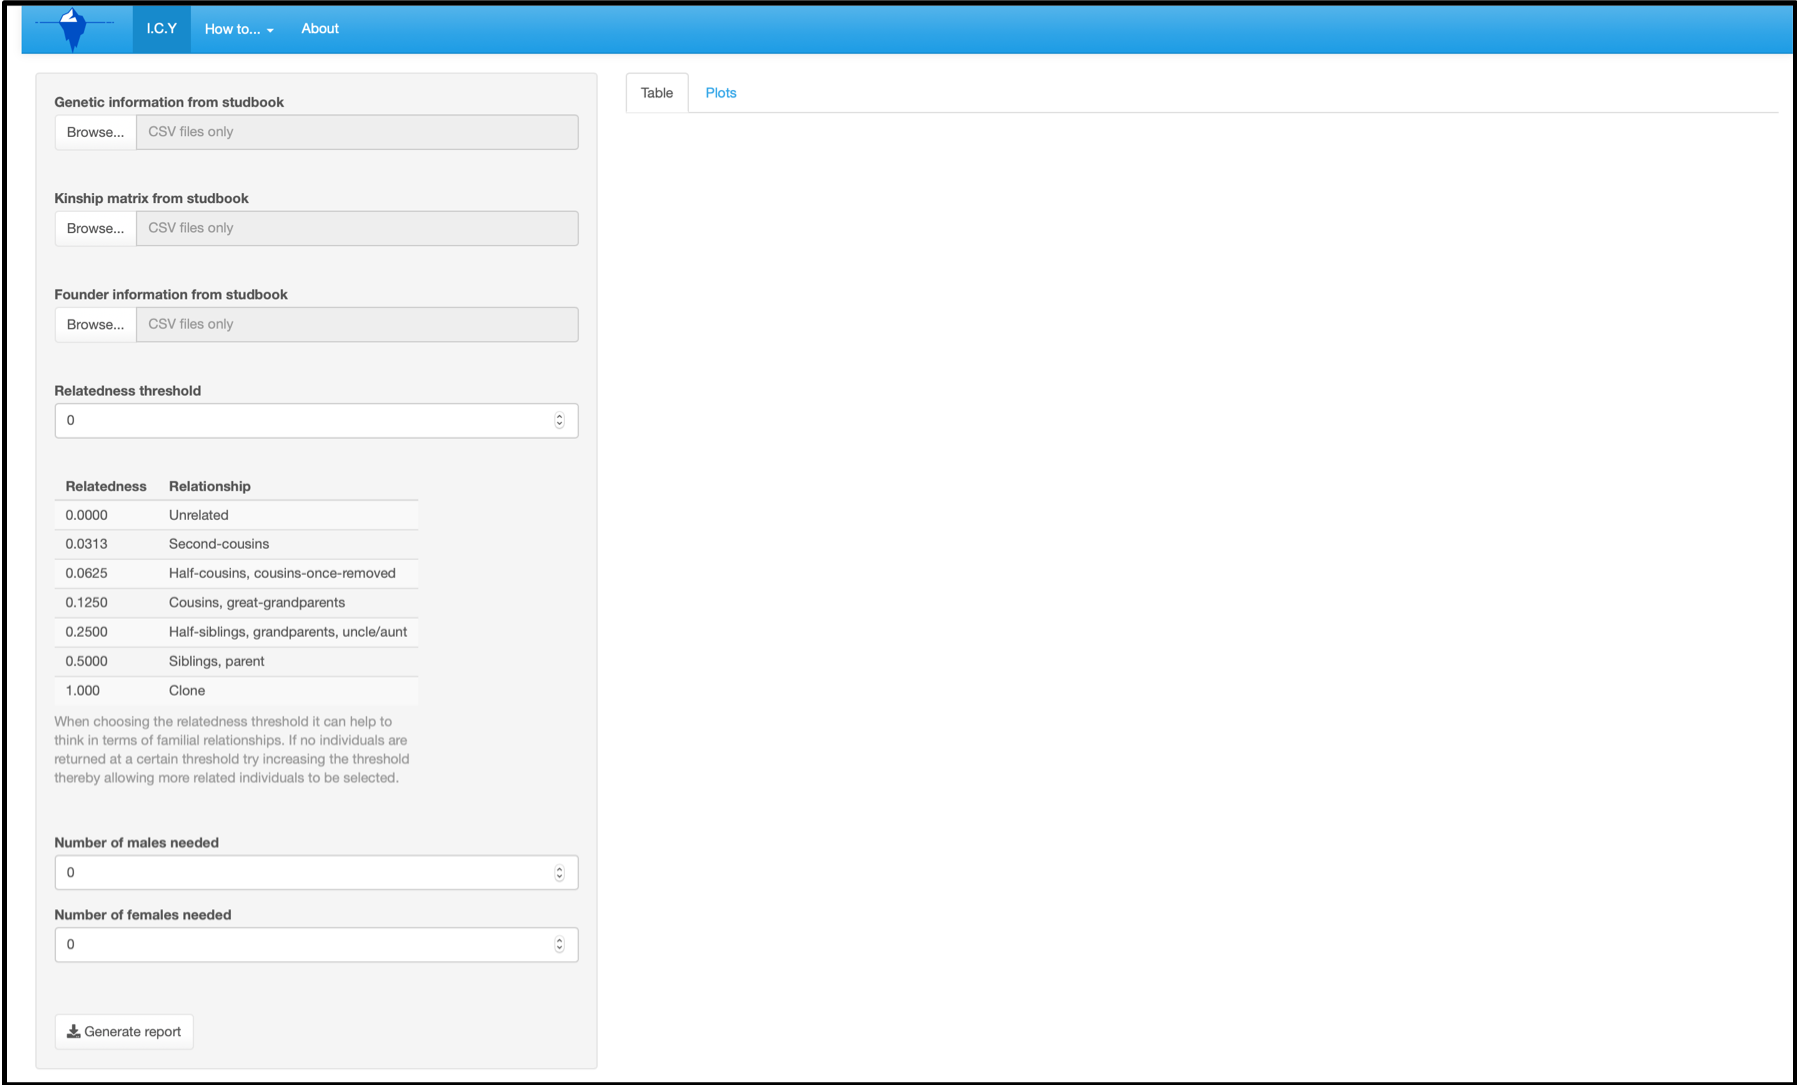 I.C.Y How to... About
Genetic information from studbook
Browse... CSV files only
Kinship matrix from studbook
Browse... CSV files only
Founder information from studbook
Browse... CSV files only
Relatedness threshold
0
Relatedness Relationship
0.0000 Unrelated
0.0313 Second-cousins
0.0625 Half-cousins, cousins-once-removed
0.1250 Cousins, great-grandparents
0.2500 Half-siblings, grandparents, uncle/aunt
0.5000 Siblings, parent
1.000 Clone
When choosing the relatedness threshold it can help to
think in terms of familial relationships. If no individuals are
returned at a certain threshold try increasing the threshold
thereby allowing more related individuals to be selected.
Number of males needed
0
Number of females needed
0
Generate report
Table Plots